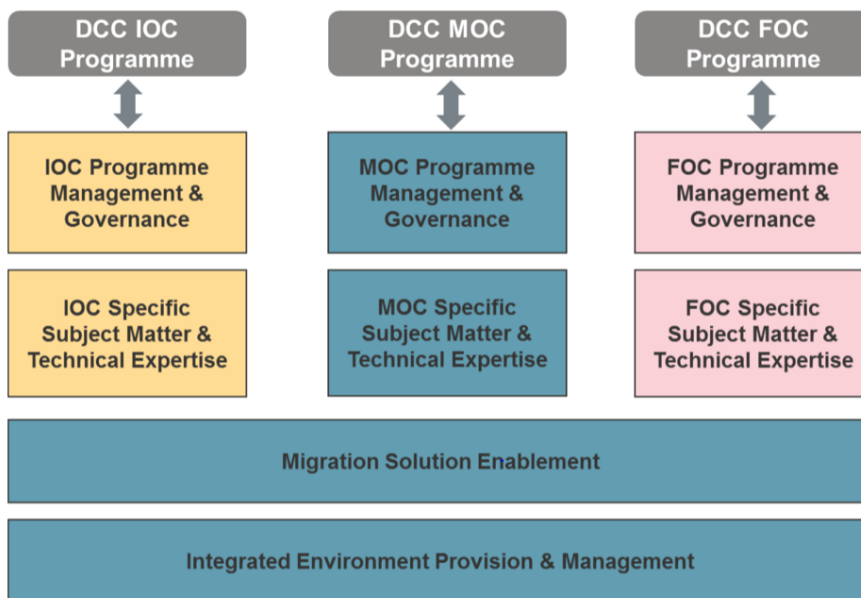 DCC IOC
Programme
DCC MOC
Programme
DCC FOC
Programme
IOC Programme
Management &
Governance
MOC Programme
Management &
Governance
FOC Programme
Management &
Governance
IOC Specific
Subject Matter &
Technical Expertise
MOC Specific
Subject Matter &
Technical Expertise
FOC Specific
Subject Matter &
Technical Expertise
Migration Solution Enablement
Integrated Environment Provision & Management